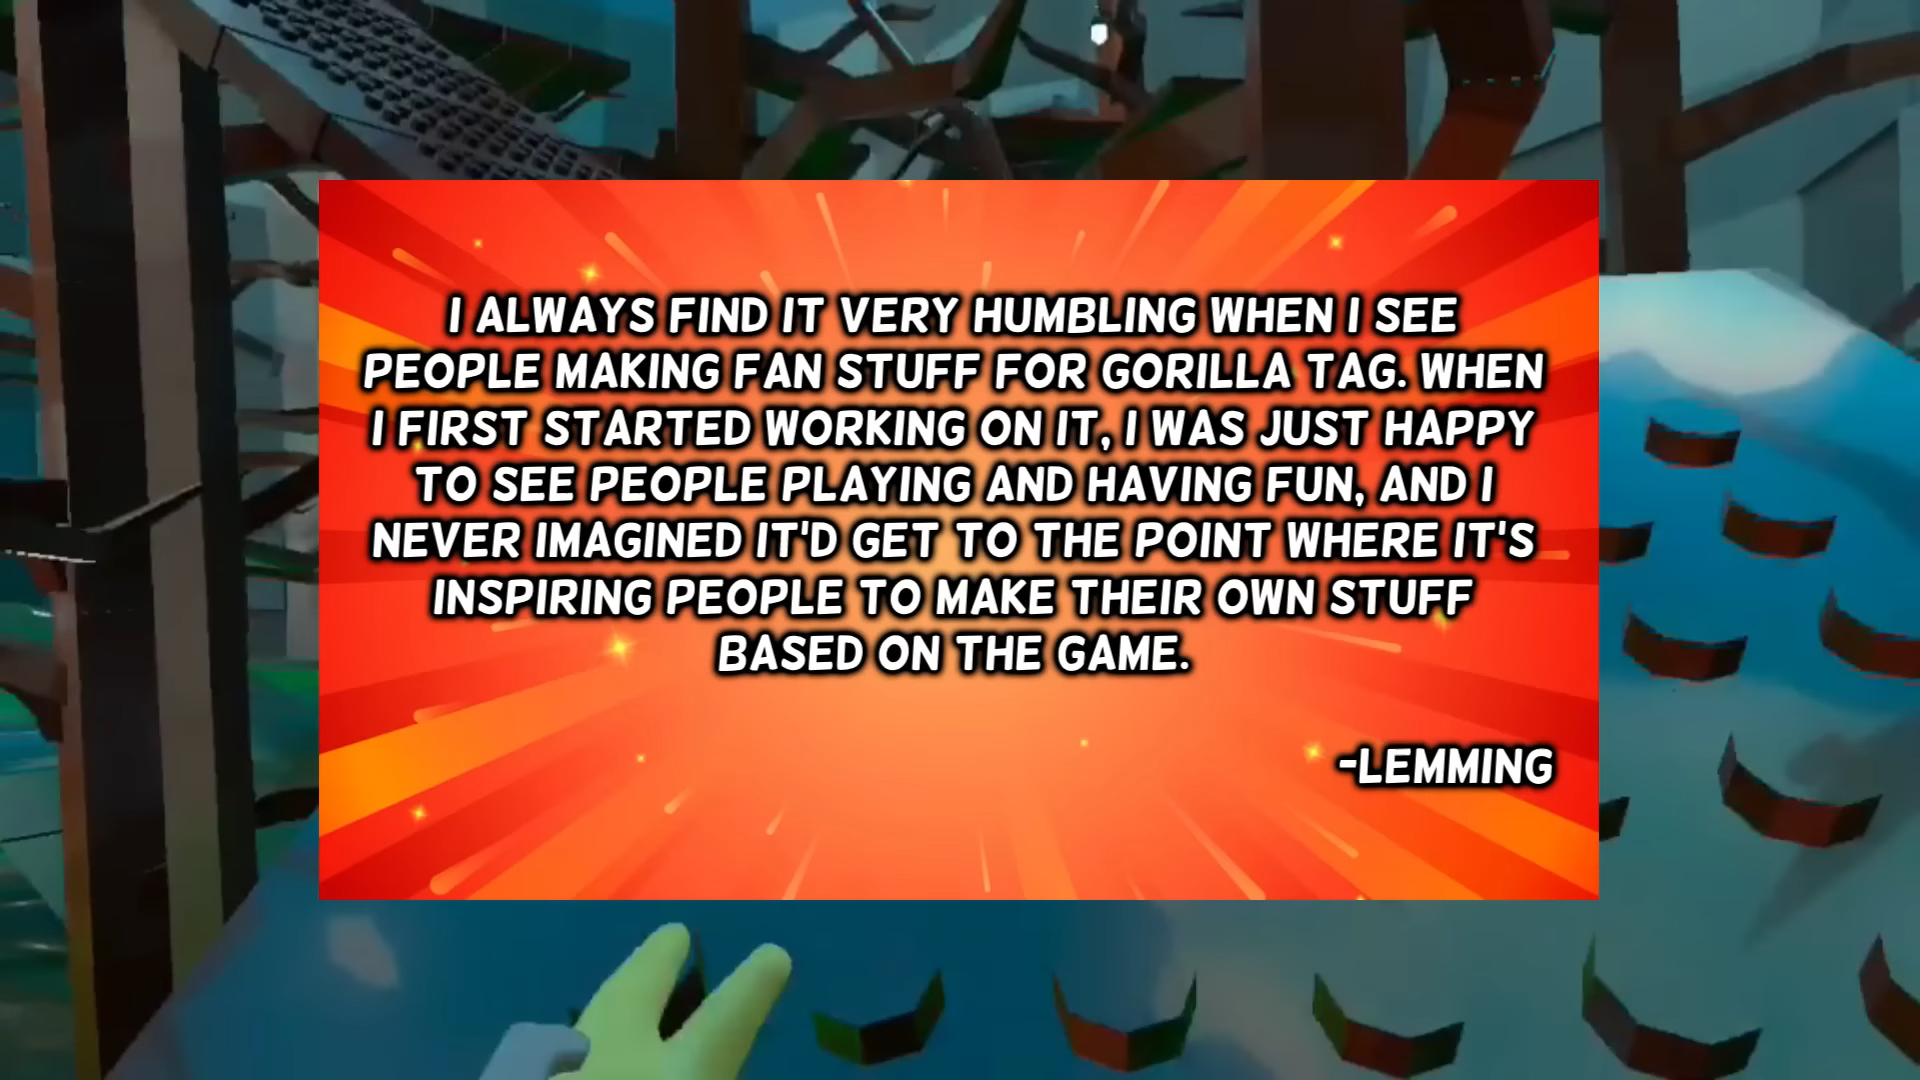 I ALWAYS FIND IT VERY HUMBLING WHEN I SEE
PEOPLE MAKING FAN STUFF FOR GORILLA TAG. WHEN
I FIRST STARTED WORKING ON IT, I WAS JUST HAPPY
TO SEE PEOPLE PLAYING AND HAVING FUN, AND I
NEVER IMAGINED IT'D GET TO THE POINT WHERE IT'S
INSPIRING PEOPLE TO MAKE THEIR OWN STUFF
BASED ON THE GAME.
-LEMMING